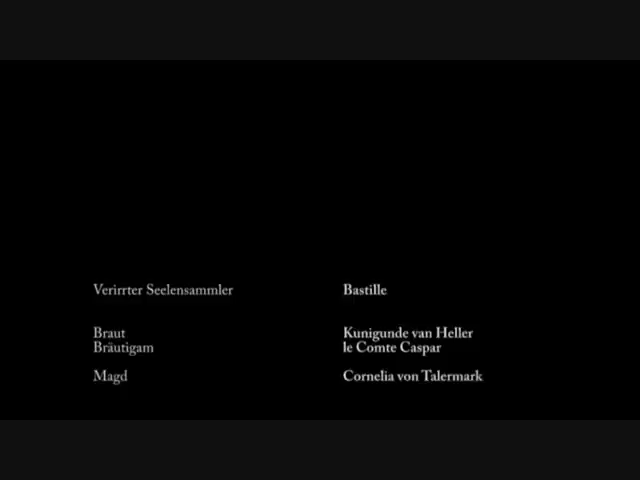 Verirrter Seelensammler Bastille
Braut Kunigunde van Heller
Bräutigam le Comte Caspar
Magd Cornelia von Talermark